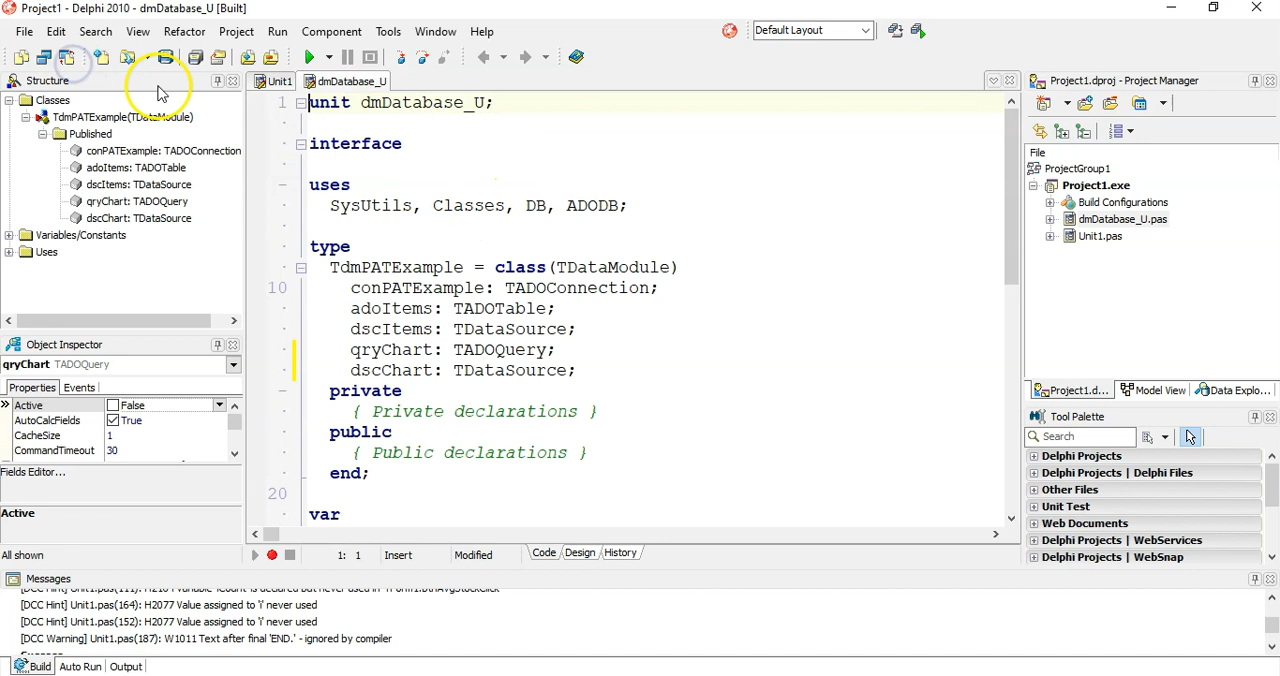 Project1 - Delphi 2010 - dmDatabase_U [Built]
File Edit Search View Refactor Project Run Component Tools Window Help
Default Layout
Structure
Classes
TdmPATExample(TDataModule)
Published
conPATExample: TADOConnection
adoItems: TADOTable
dscItems: TDataSource
qryChart: TADOQuery
dscChart: TDataSource
Variables/Constants
Uses
Object Inspector
qryChart TADOQuery
Properties Events
Active False
AutoCalcFields True
CacheSize 1
CommandTimeout 30
Fields Editor...
Active
All shown
Unit1 dmDatabase_U
1 unit dmDatabase_U;
interface
uses
SysUtils, Classes, DB, ADODB;
type
TdmPATExample = class(TDataModule)
10 conPATExample: TADOConnection;
adoItems: TADOTable;
dscItems: TDataSource;
qryChart: TADOQuery;
dscChart: TDataSource;
private
{ Private declarations }
public
{ Public declarations }
end;
20
var
1: 1 Insert Modified Code Design History
Project1.dproj - Project Manager
File
ProjectGroup1
Project1.exe
Build Configurations
dmDatabase_U.pas
Unit1.pas
Project1.d... Model View Data Explo...
Tool Palette
Search
Delphi Projects
Delphi Projects | Delphi Files
Other Files
Unit Test
Web Documents
Delphi Projects | WebServices
Delphi Projects | WebSnap
Messages
[DCC Hint] Unit1.pas(164): H2077 Value assigned to 'i' never used
[DCC Hint] Unit1.pas(152): H2077 Value assigned to 'i' never used
[DCC Warning] Unit1.pas(187): W1011 Text after final 'END.' - ignored by compiler
Build Auto Run Output